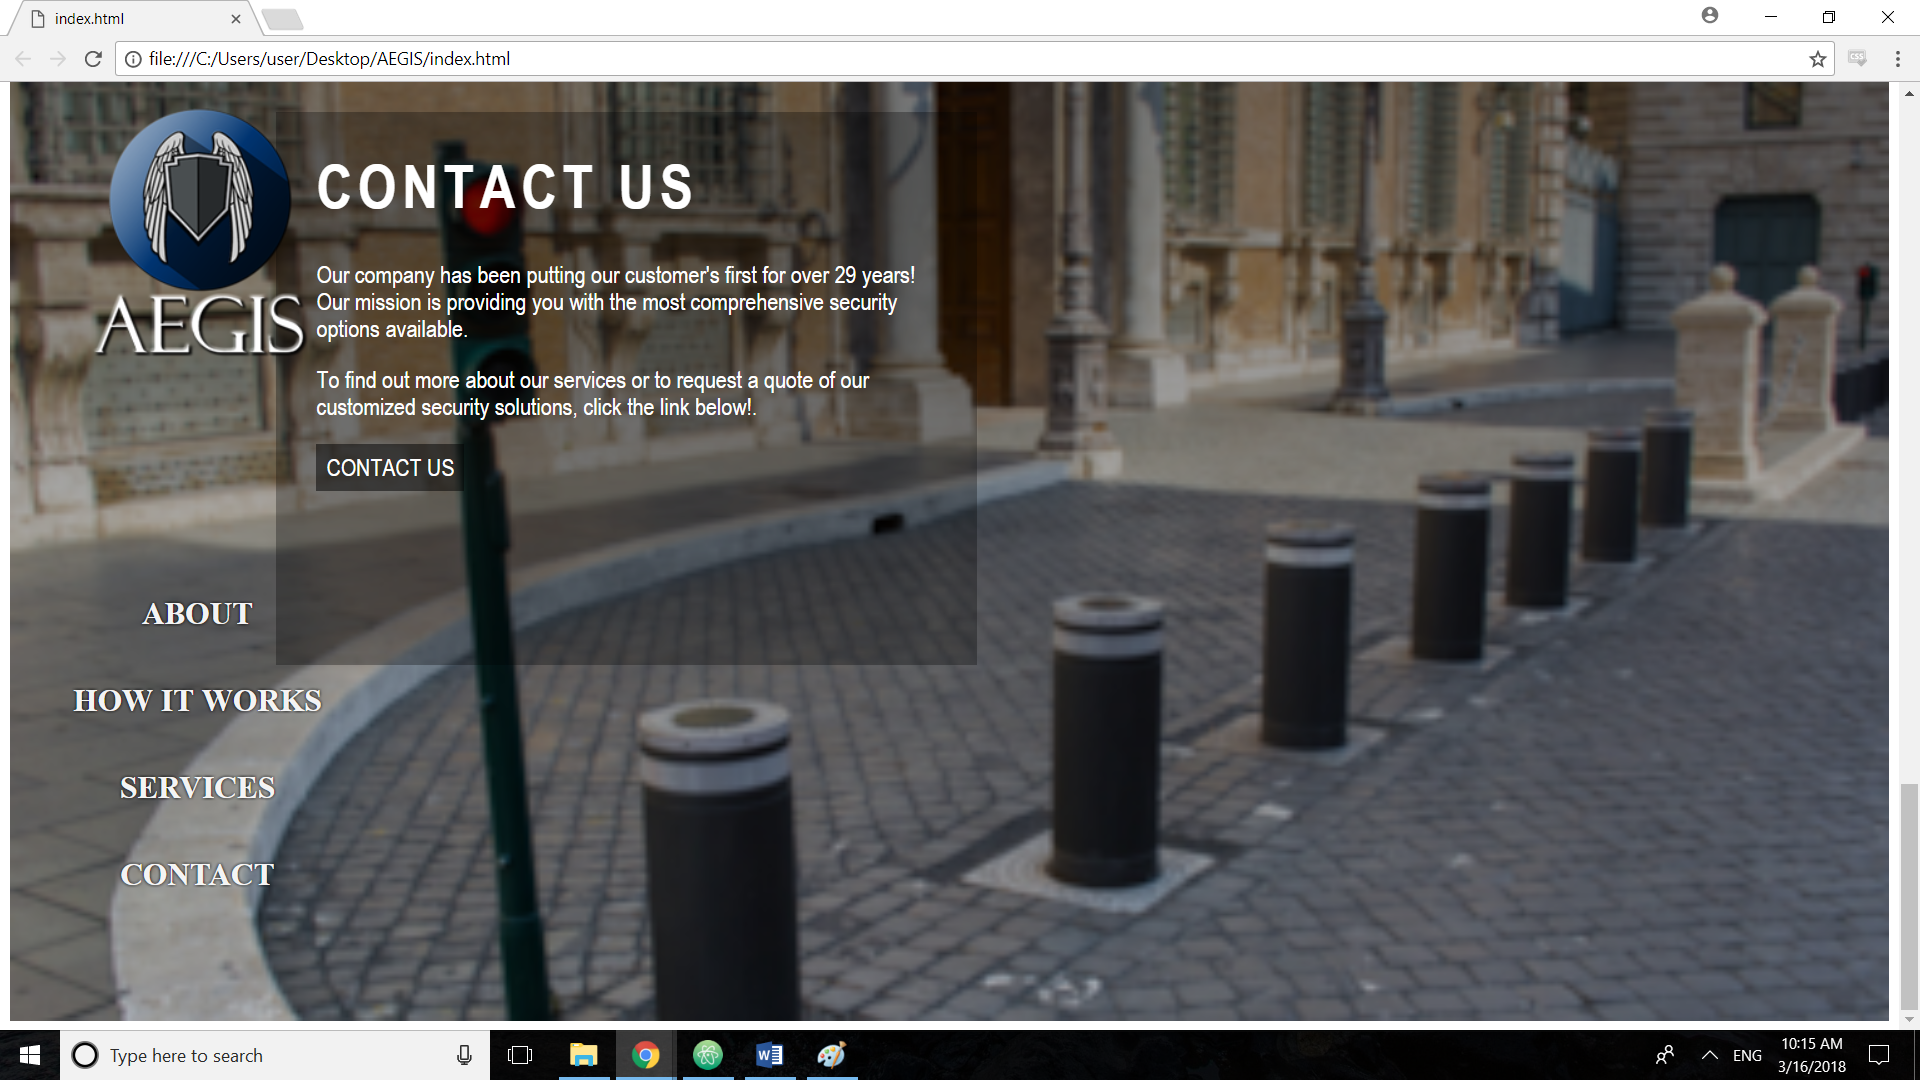 index.html
file:///C:/Users/user/Desktop/AEGIS/index.html
css
AEGIS
CONTACT US
Our company has been putting our customer's first for over 29 years!
Our mission is providing you with the most comprehensive security
options available.
To find out more about our services or to request a quote of our
customized security solutions, click the link below!.
CONTACT US
ABOUT
HOW IT WORKS
SERVICES
CONTACT
Type here to search
ENG
10:15 AM
3/16/2018